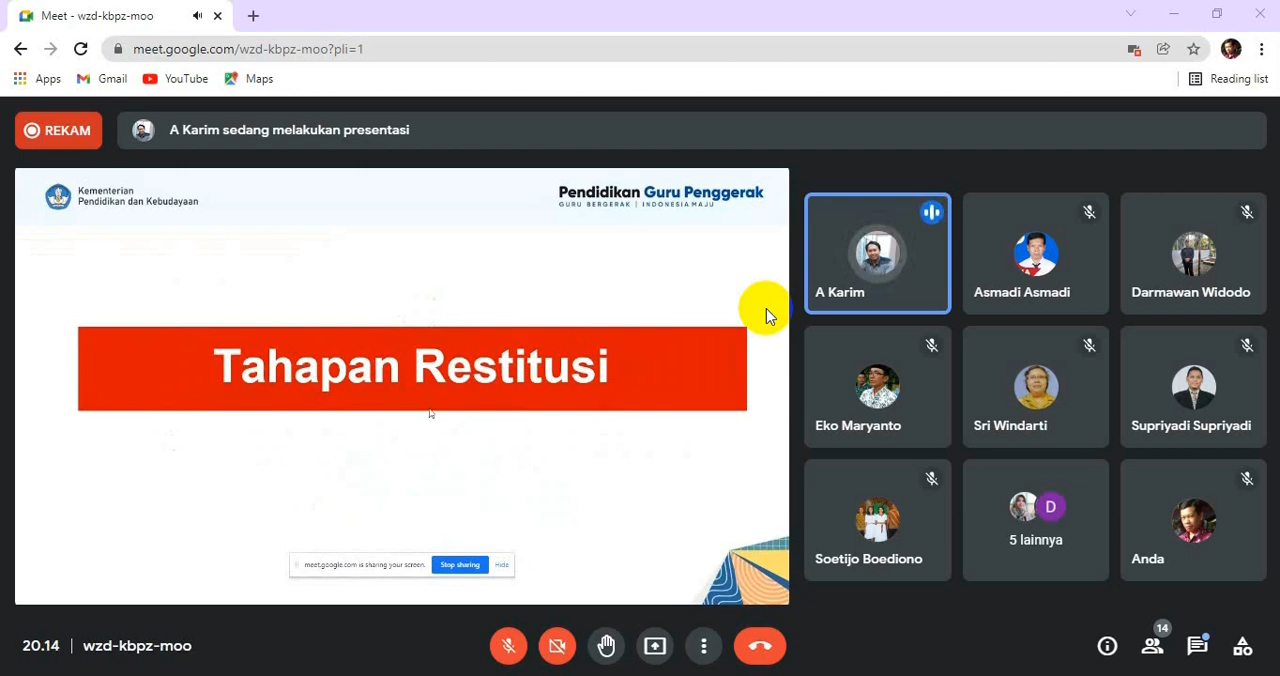 Meet - wzd-kbpz-moo
meet.google.com/wzd-kbpz-moo?pli=1
Apps
Gmail
YouTube
Maps
Reading list
REKAM
A Karim sedang melakukan presentasi
Kementerian
Pendidikan dan Kebudayaan
Pendidikan Guru Penggerak
GURU BERGERAK | INDONESIA MAJU
Tahapan Restitusi
meet.google.com is sharing your screen.
Stop sharing
Hide
A Karim
Asmadi Asmadi
Darmawan Widodo
Eko Maryanto
Sri Windarti
Supriyadi Supriyadi
Soetijo Boediono
D
5 lainnya
Anda
20.14
wzd-kbpz-moo
14